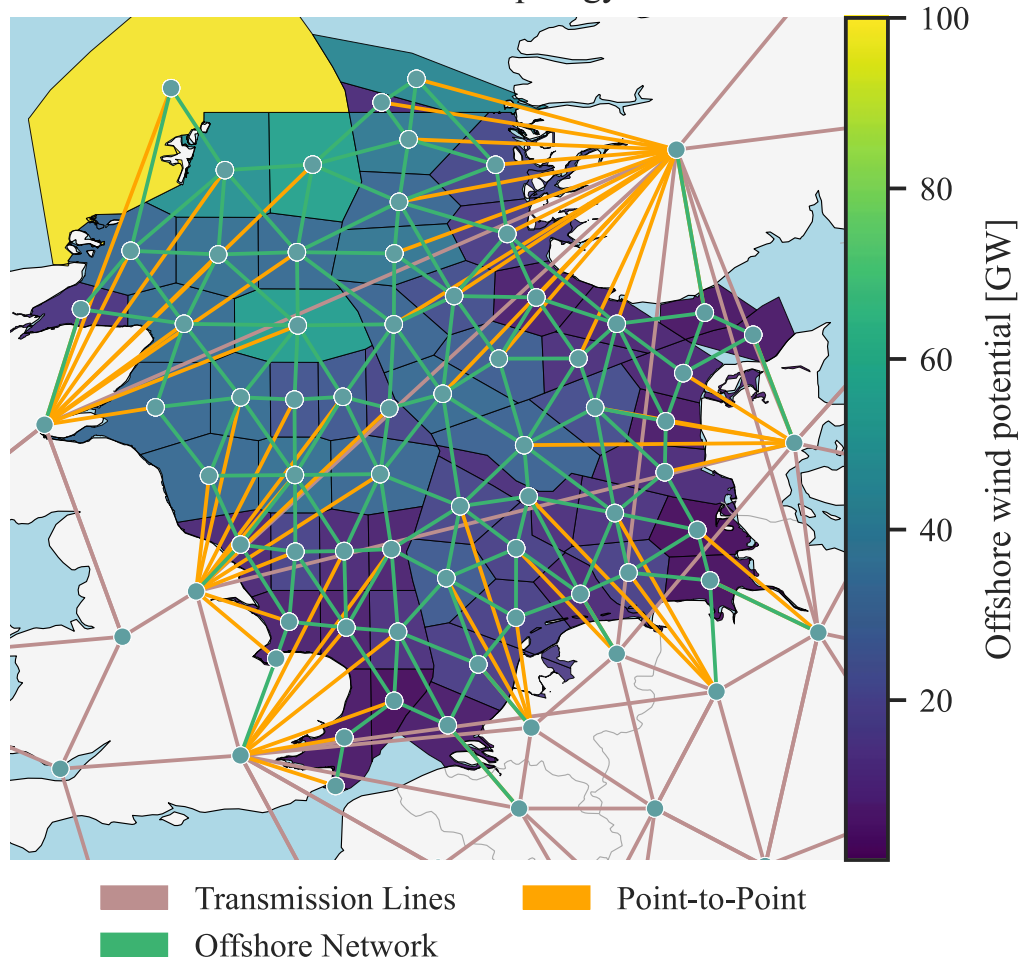 100
80
60
40
20
Offshore wind potential [GW]
Transmission Lines
Point-to-Point
Offshore Network